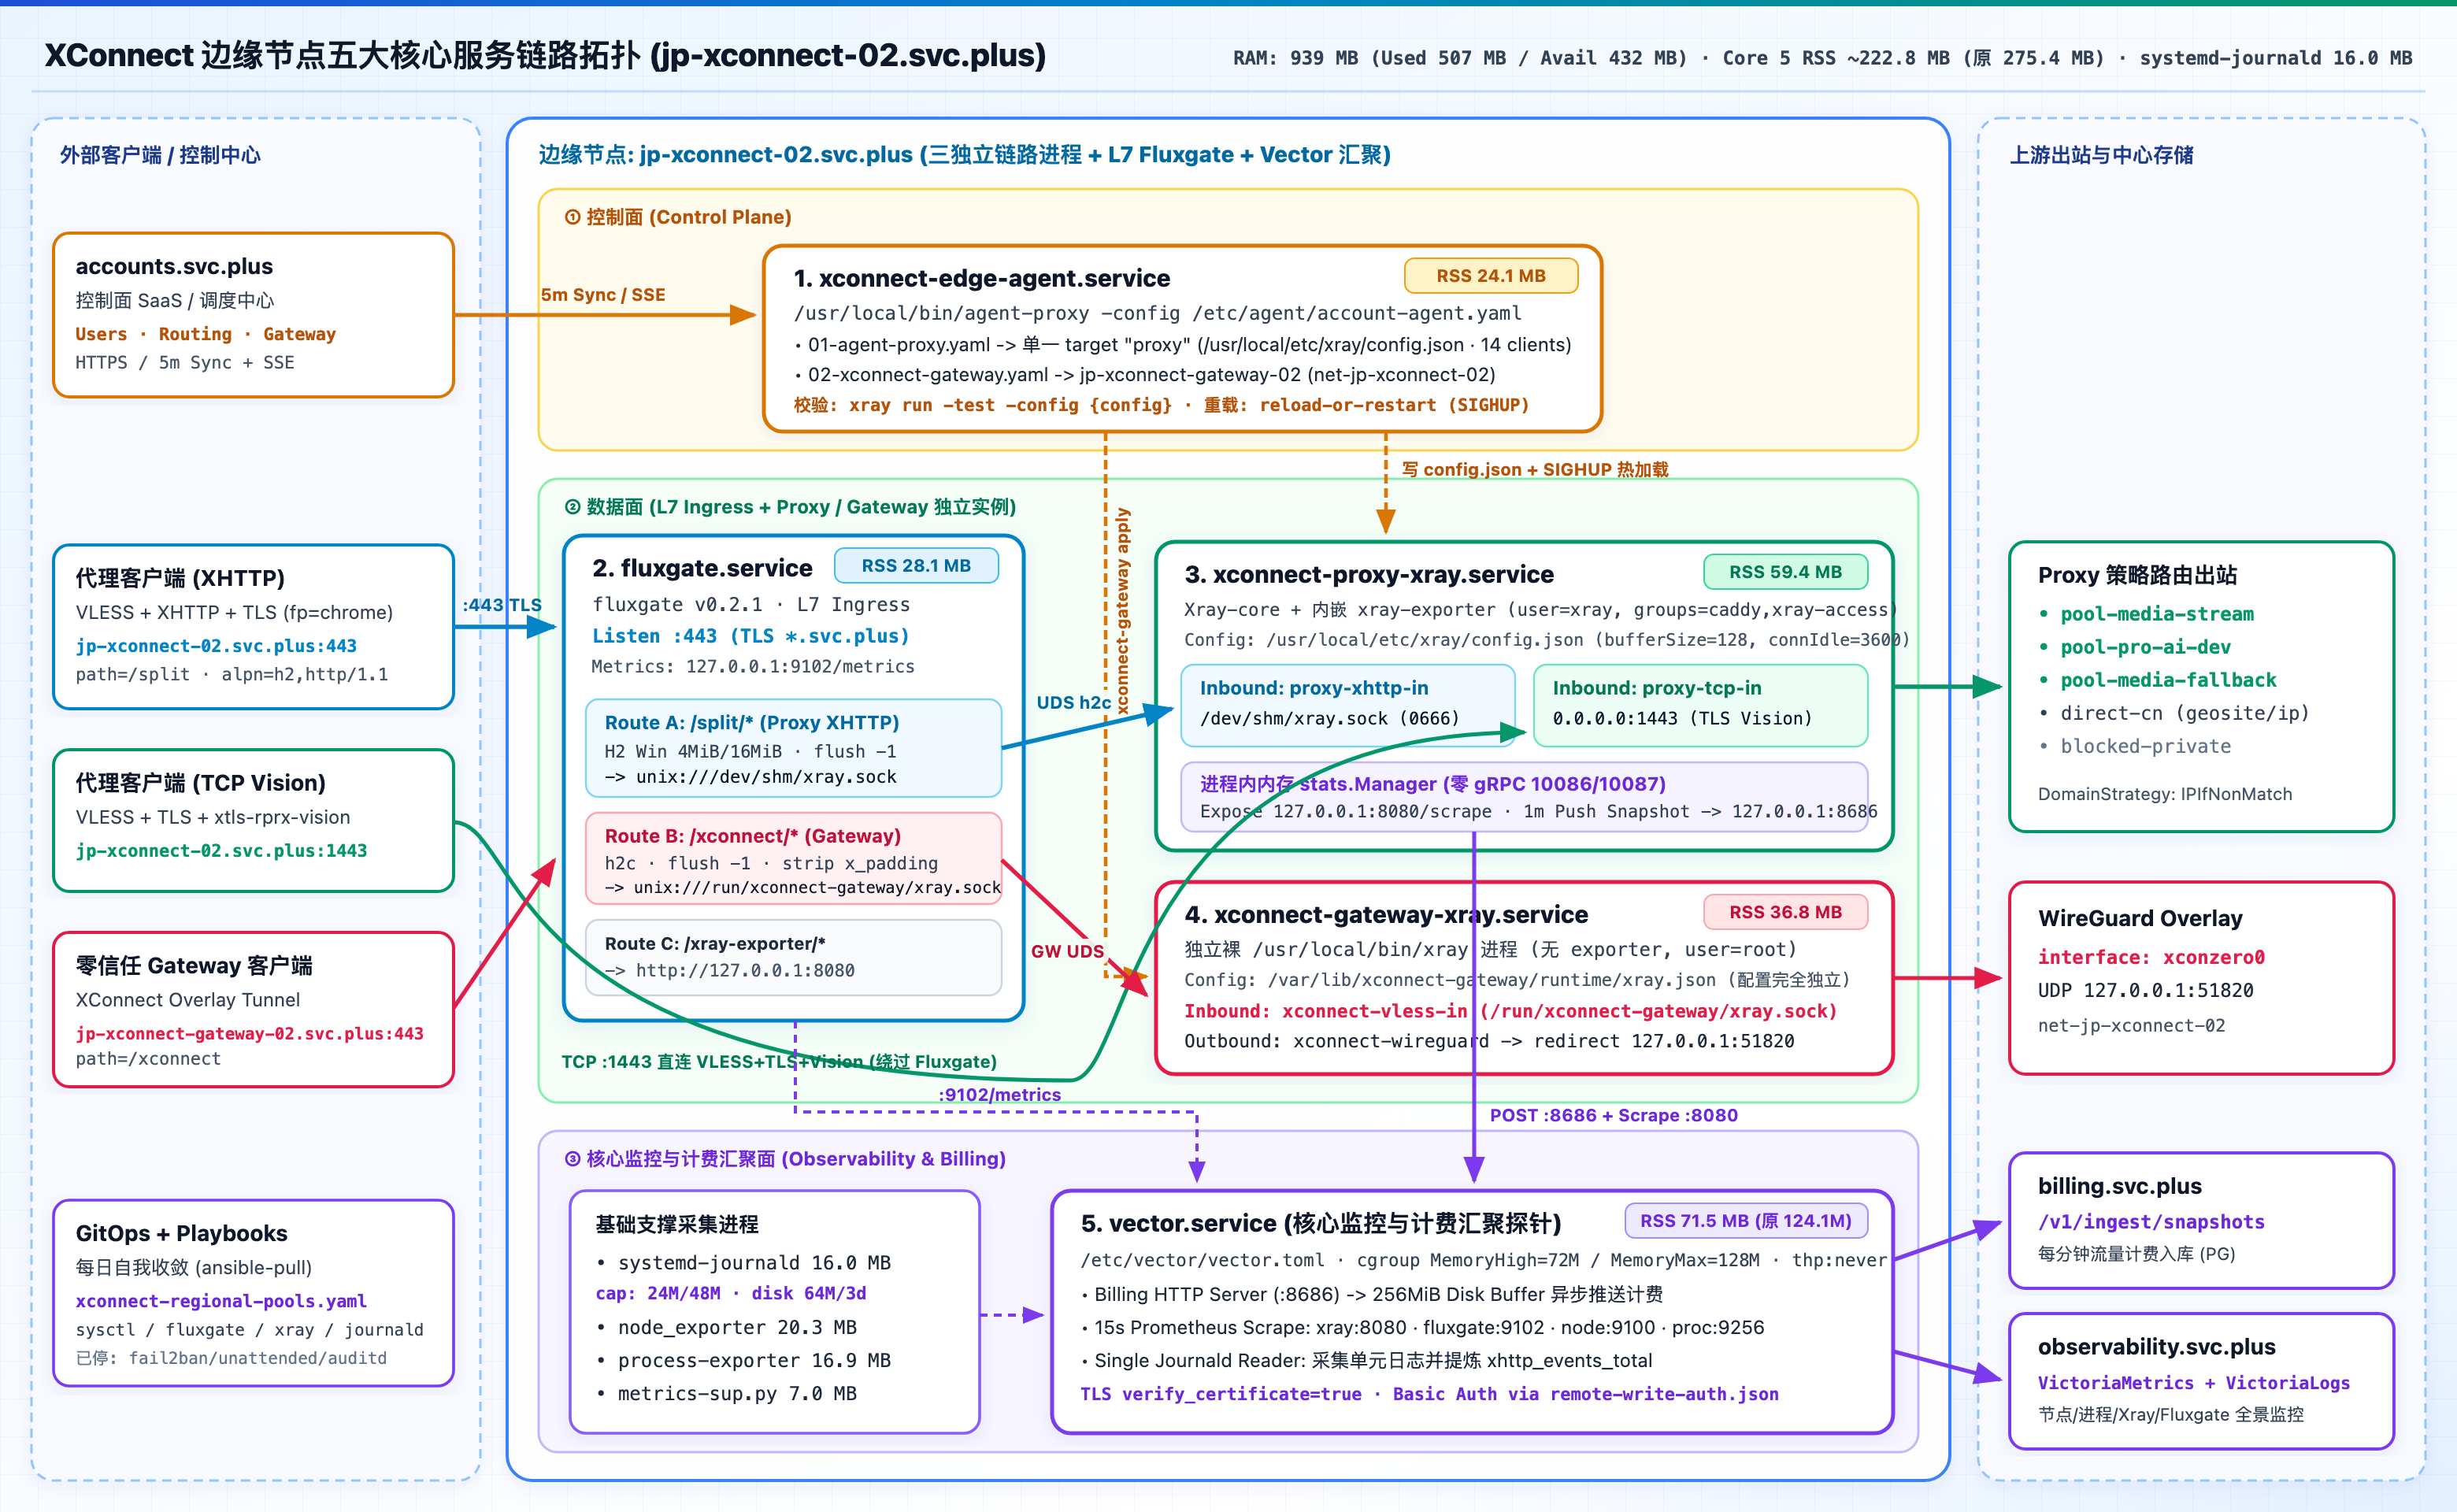 XConnect 边缘节点五大核心服务链路拓扑 (jp-xconnect-02.svc.plus)
RAM: 939 MB (Used 507 MB / Avail 432 MB) · Core 5 RSS ~222.8 MB (原 275.4 MB) · systemd-journald 16.0 MB
外部客户端 / 控制中心
accounts.svc.plus
控制面 SaaS / 调度中心
Users · Routing · Gateway
HTTPS / 5m Sync + SSE
代理客户端 (XHTTP)
VLESS + XHTTP + TLS (fp=chrome)
jp-xconnect-02.svc.plus:443
path=/split · alpn=h2,http/1.1
代理客户端 (TCP Vision)
VLESS + TLS + xtls-rprx-vision
jp-xconnect-02.svc.plus:1443
零信任 Gateway 客户端
XConnect Overlay Tunnel
jp-xconnect-gateway-02.svc.plus:443
path=/xconnect
GitOps + Playbooks
每日自我收敛 (ansible-pull)
xconnect-regional-pools.yaml
sysctl / fluxgate / xray / journald
已停: fail2ban/unattended/auditd
5m Sync / SSE
:443 TLS
边缘节点: jp-xconnect-02.svc.plus (三独立链路进程 + L7 Fluxgate + Vector 汇聚)
① 控制面 (Control Plane)
1. xconnect-edge-agent.service
RSS 24.1 MB
/usr/local/bin/agent-proxy -config /etc/agent/account-agent.yaml
• 01-agent-proxy.yaml -> 单一 target "proxy" (/usr/local/etc/xray/config.json · 14 clients)
• 02-xconnect-gateway.yaml -> jp-xconnect-gateway-02 (net-jp-xconnect-02)
校验: xray run -test -config {config} · 重载: reload-or-restart (SIGHUP)
写 config.json + SIGHUP 热加载
xconnect-gateway apply
② 数据面 (L7 Ingress + Proxy / Gateway 独立实例)
2. fluxgate.service
RSS 28.1 MB
fluxgate v0.2.1 · L7 Ingress
Listen :443 (TLS *.svc.plus)
Metrics: 127.0.0.1:9102/metrics
Route A: /split/* (Proxy XHTTP)
H2 Win 4MiB/16MiB · flush -1
-> unix:///dev/shm/xray.sock
Route B: /xconnect/* (Gateway)
h2c · flush -1 · strip x_padding
-> unix:///run/xconnect-gateway/xray.sock
Route C: /xray-exporter/*
-> http://127.0.0.1:8080
UDS h2c
GW UDS
TCP :1443 直连 VLESS+TLS+Vision (绕过 Fluxgate)
:9102/metrics
3. xconnect-proxy-xray.service
RSS 59.4 MB
Xray-core + 内嵌 xray-exporter (user=xray, groups=caddy,xray-access)
Config: /usr/local/etc/xray/config.json (bufferSize=128, connIdle=3600)
Inbound: proxy-xhttp-in
/dev/shm/xray.sock (0666)
Inbound: proxy-tcp-in
0.0.0.0:1443 (TLS Vision)
进程内内存 stats.Manager (零 gRPC 10086/10087)
Expose 127.0.0.1:8080/scrape · 1m Push Snapshot -> 127.0.0.1:8686
4. xconnect-gateway-xray.service
RSS 36.8 MB
独立裸 /usr/local/bin/xray 进程 (无 exporter, user=root)
Config: /var/lib/xconnect-gateway/runtime/xray.json (配置完全独立)
Inbound: xconnect-vless-in (/run/xconnect-gateway/xray.sock)
Outbound: xconnect-wireguard -> redirect 127.0.0.1:51820
POST :8686 + Scrape :8080
③ 核心监控与计费汇聚面 (Observability & Billing)
基础支撑采集进程
• systemd-journald 16.0 MB
cap: 24M/48M · disk 64M/3d
• node_exporter 20.3 MB
• process-exporter 16.9 MB
• metrics-sup.py 7.0 MB
5. vector.service (核心监控与计费汇聚探针)
RSS 71.5 MB (原 124.1M)
/etc/vector/vector.toml · cgroup MemoryHigh=72M / MemoryMax=128M · thp:never
• Billing HTTP Server (:8686) -> 256MiB Disk Buffer 异步推送计费
• 15s Prometheus Scrape: xray:8080 · fluxgate:9102 · node:9100 · proc:9256
• Single Journald Reader: 采集单元日志并提炼 xhttp_events_total
TLS verify_certificate=true · Basic Auth via remote-write-auth.json
上游出站与中心存储
Proxy 策略路由出站
• pool-media-stream
• pool-pro-ai-dev
• pool-media-fallback
• direct-cn (geosite/ip)
• blocked-private
DomainStrategy: IPIfNonMatch
WireGuard Overlay
interface: xconzero0
UDP 127.0.0.1:51820
net-jp-xconnect-02
billing.svc.plus
/v1/ingest/snapshots
每分钟流量计费入库 (PG)
observability.svc.plus
VictoriaMetrics + VictoriaLogs
节点/进程/Xray/Fluxgate 全景监控